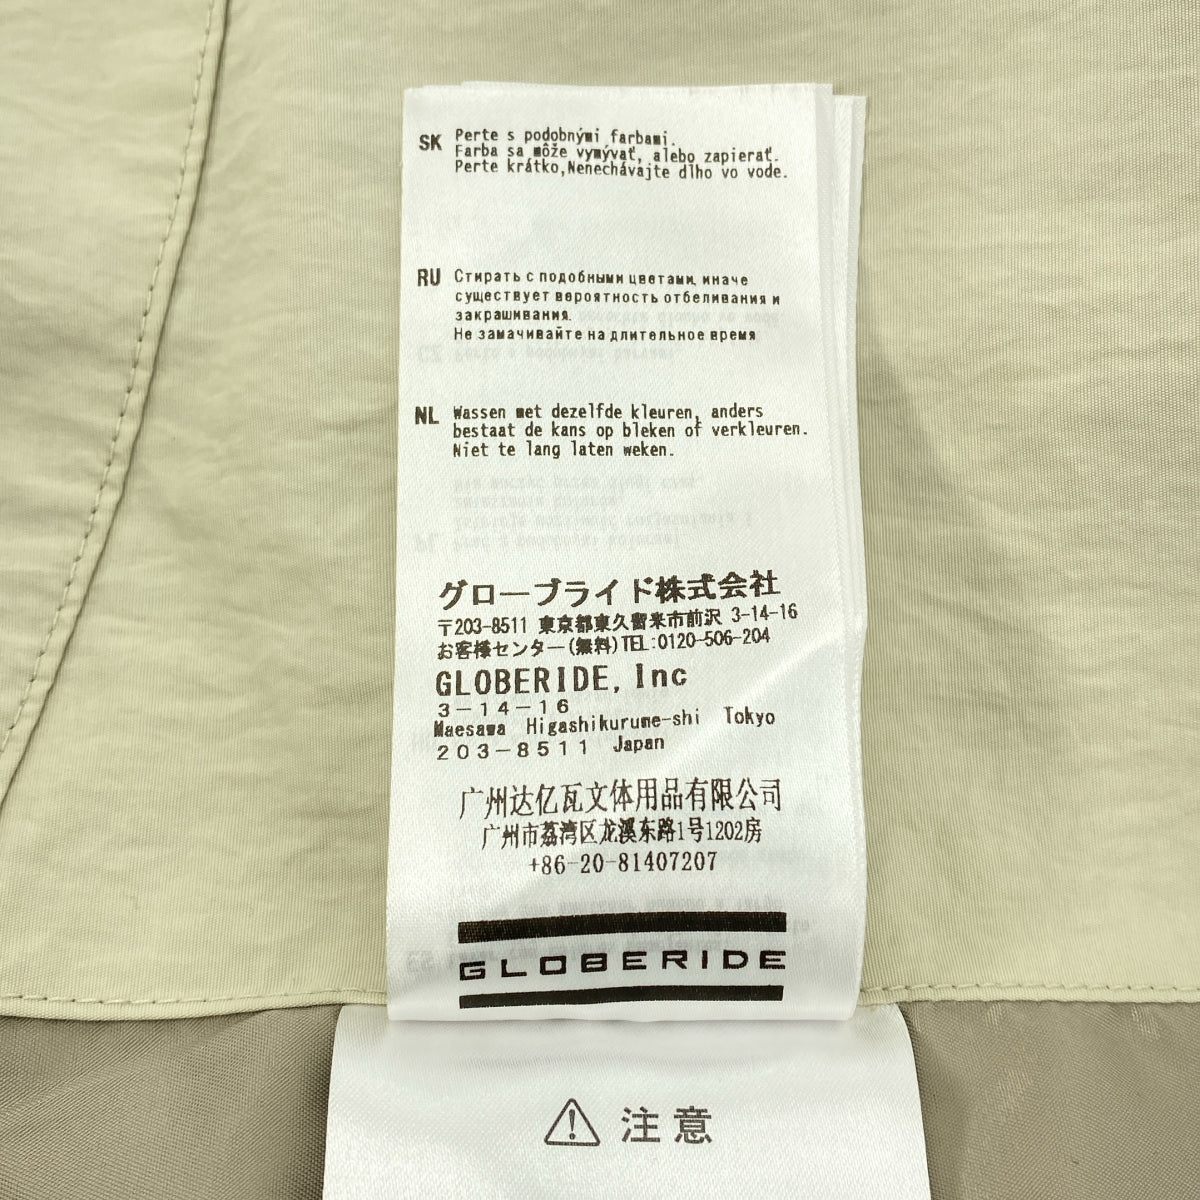 SK Perte s podobnými farbami.
Farba sa môže vymývať, alebo zapierať.
Perte krátko,Nenechávajte dlho vo vode.
RU Стирать с подобными цветами, иначе
существует вероятность отбеливания и
закрашивания.
Не замачивайте на длительное время
NL Wassen met dezelfde kleuren, anders
bestaat de kans op bleken of verkleuren.
Niet te lang laten weken.
グローブライド株式会社
〒203-8511 東京都東久留米市前沢 3-14-16
お客様センター(無料)TEL:0120-506-204
GLOBERIDE, Inc
3－14－16
Maesawa Higashikurume-shi Tokyo
203－8511 Japan
广州达亿瓦文体用品有限公司
广州市荔湾区龙溪东路1号1202房
+86-20-81407207
GLOBERIDE
⚠ 注意